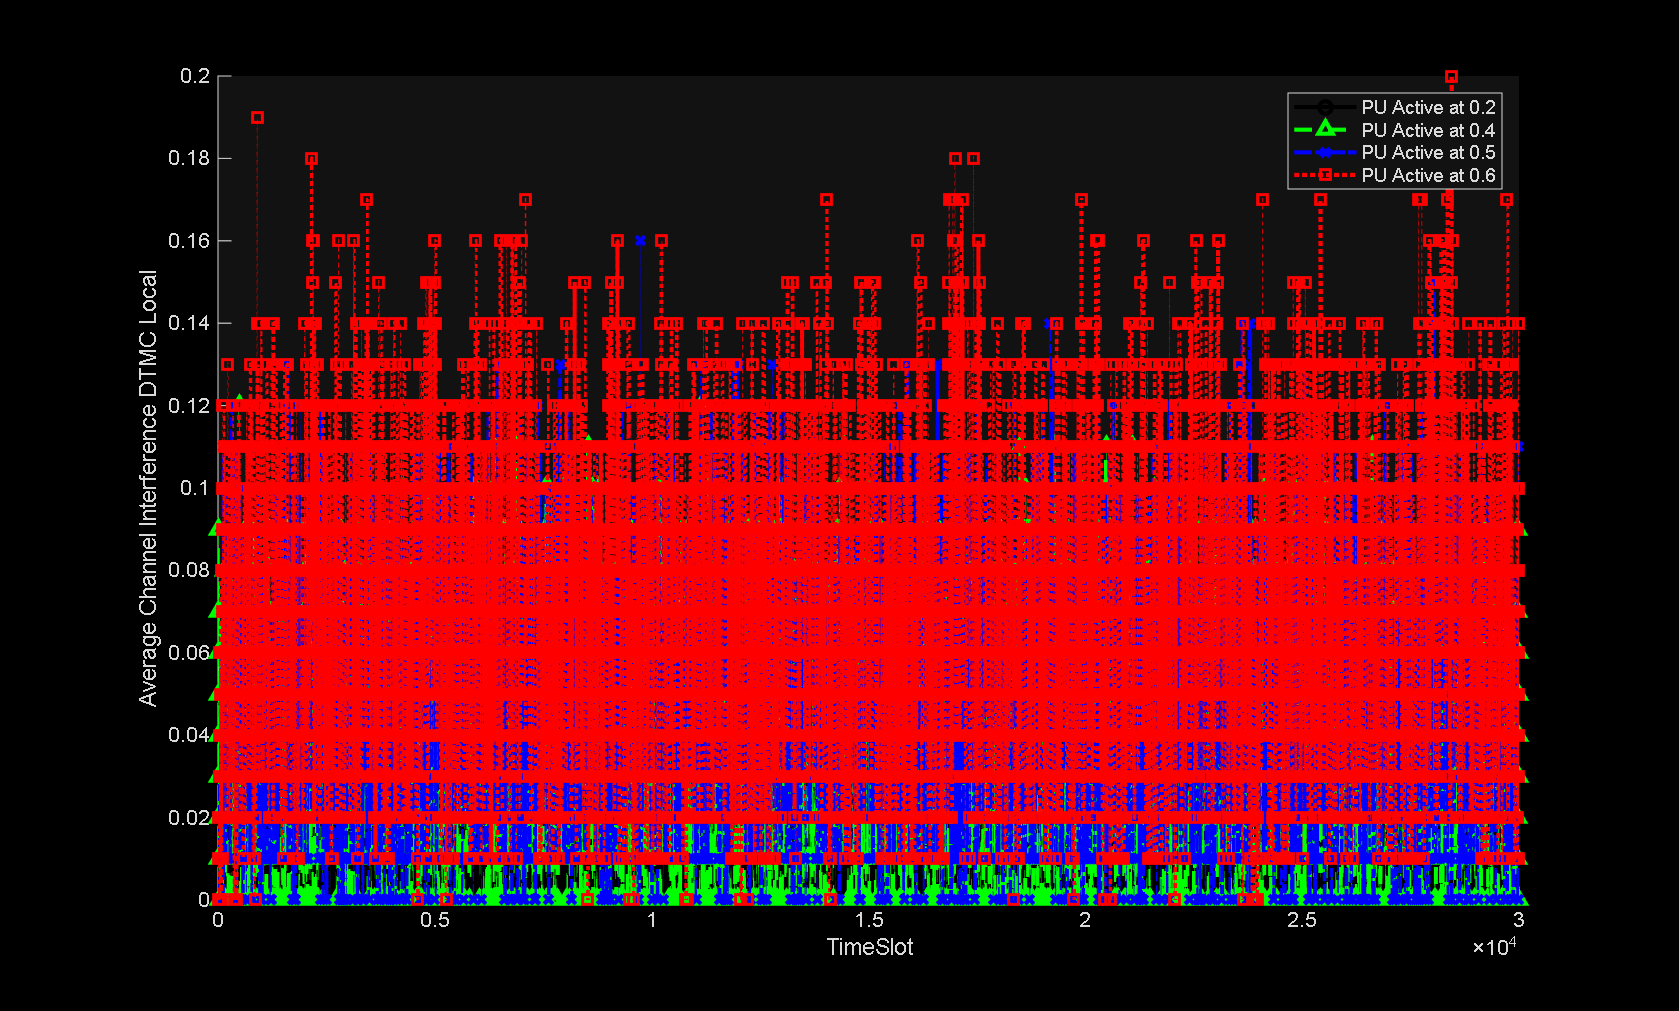 Average Channel Interference DTMC Local
0.2
0.18
0.16
0.14
0.12
0.1
0.08
0.06
0.04
0.02
0
PU Active at 0.2
PU Active at 0.4
PU Active at 0.5
PU Active at 0.6
0 0.5 1 1.5 2 2.5 3
TimeSlot
×10⁴